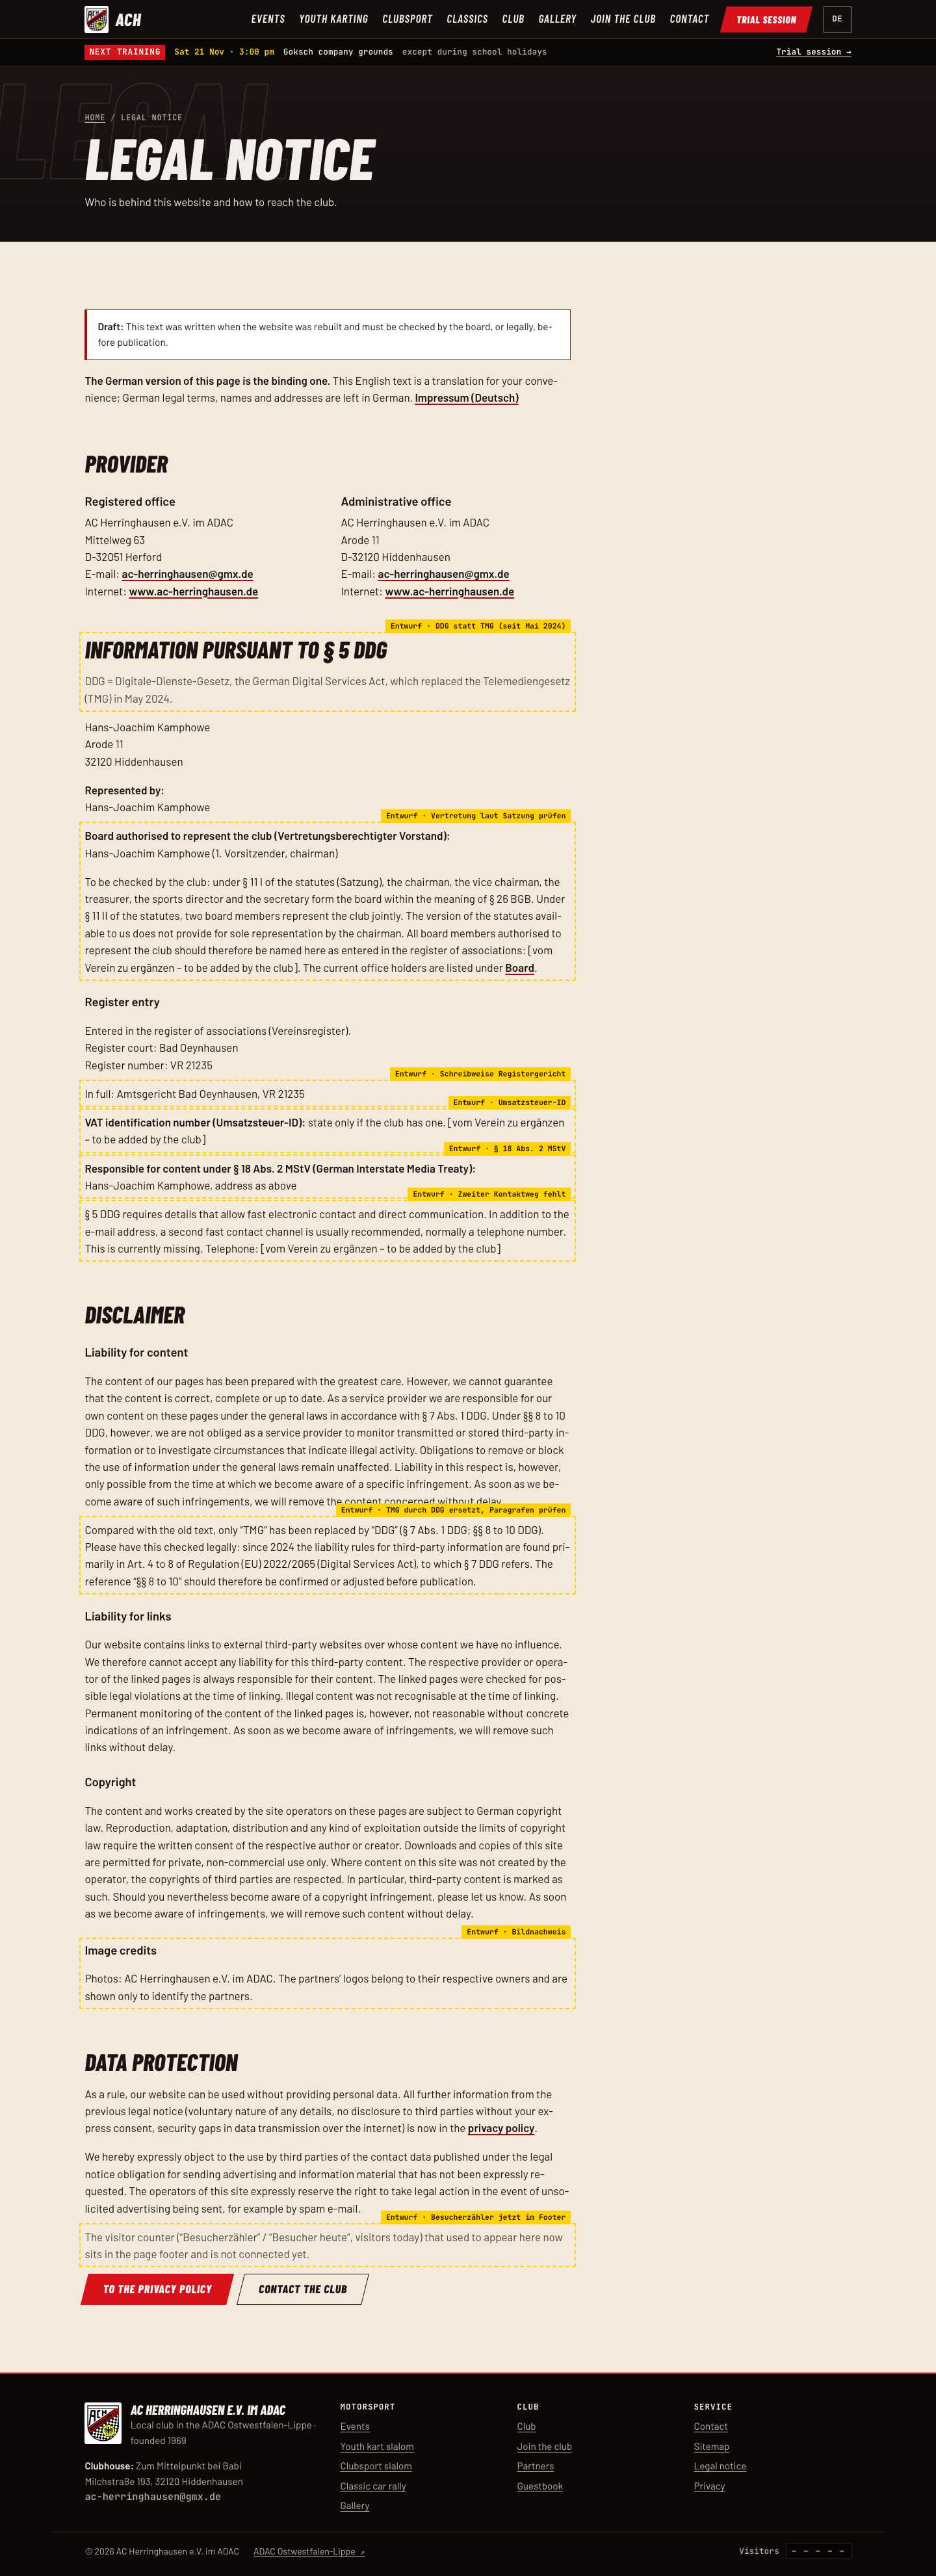 ACH
EVENTS YOUTH KARTING CLUBSPORT CLASSICS CLUB GALLERY JOIN THE CLUB CONTACT TRIAL SESSION DE
NEXT TRAINING Sat 21 Nov · 3:00 pm Goksch company grounds except during school holidays Trial session →
LEGAL
HOME / LEGAL NOTICE
LEGAL NOTICE
Who is behind this website and how to reach the club.
Draft: This text was written when the website was rebuilt and must be checked by the board, or legally, be-
fore publication.
The German version of this page is the binding one. This English text is a translation for your conve-
nience; German legal terms, names and addresses are left in German. Impressum (Deutsch)
PROVIDER
Registered office
AC Herringhausen e.V. im ADAC
Mittelweg 63
D-32051 Herford
E-mail: ac-herringhausen@gmx.de
Internet: www.ac-herringhausen.de
Administrative office
AC Herringhausen e.V. im ADAC
Arode 11
D-32120 Hiddenhausen
E-mail: ac-herringhausen@gmx.de
Internet: www.ac-herringhausen.de
Entwurf · DDG statt TMG (seit Mai 2024)
INFORMATION PURSUANT TO § 5 DDG
DDG = Digitale-Dienste-Gesetz, the German Digital Services Act, which replaced the Telemediengesetz
(TMG) in May 2024.
Hans-Joachim Kamphowe
Arode 11
32120 Hiddenhausen
Represented by:
Hans-Joachim Kamphowe
Entwurf · Vertretung laut Satzung prüfen
Board authorised to represent the club (Vertretungsberechtigter Vorstand):
Hans-Joachim Kamphowe (1. Vorsitzender, chairman)
To be checked by the club: under § 11 I of the statutes (Satzung), the chairman, the vice chairman, the
treasurer, the sports director and the secretary form the board within the meaning of § 26 BGB. Under
§ 11 II of the statutes, two board members represent the club jointly. The version of the statutes avail-
able to us does not provide for sole representation by the chairman. All board members authorised to
represent the club should therefore be named here as entered in the register of associations: [vom
Verein zu ergänzen – to be added by the club]. The current office holders are listed under Board.
Register entry
Entered in the register of associations (Vereinsregister).
Register court: Bad Oeynhausen
Register number: VR 21235
Entwurf · Schreibweise Registergericht
In full: Amtsgericht Bad Oeynhausen, VR 21235
Entwurf · Umsatzsteuer-ID
VAT identification number (Umsatzsteuer-ID): state only if the club has one. [vom Verein zu ergänzen
– to be added by the club]
Entwurf · § 18 Abs. 2 MStV
Responsible for content under § 18 Abs. 2 MStV (German Interstate Media Treaty):
Hans-Joachim Kamphowe, address as above
Entwurf · Zweiter Kontaktweg fehlt
§ 5 DDG requires details that allow fast electronic contact and direct communication. In addition to the
e-mail address, a second fast contact channel is usually recommended, normally a telephone number.
This is currently missing. Telephone: [vom Verein zu ergänzen – to be added by the club]
DISCLAIMER
Liability for content
The content of our pages has been prepared with the greatest care. However, we cannot guarantee
that the content is correct, complete or up to date. As a service provider we are responsible for our
own content on these pages under the general laws in accordance with § 7 Abs. 1 DDG. Under §§ 8 to 10
DDG, however, we are not obliged as a service provider to monitor transmitted or stored third-party in-
formation or to investigate circumstances that indicate illegal activity. Obligations to remove or block
the use of information under the general laws remain unaffected. Liability in this respect is, however,
only possible from the time at which we become aware of a specific infringement. As soon as we be-
come aware of such infringements, we will remove the content concerned without delay.
Entwurf · TMG durch DDG ersetzt, Paragrafen prüfen
Compared with the old text, only “TMG” has been replaced by “DDG” (§ 7 Abs. 1 DDG; §§ 8 to 10 DDG).
Please have this checked legally: since 2024 the liability rules for third-party information are found pri-
marily in Art. 4 to 8 of Regulation (EU) 2022/2065 (Digital Services Act), to which § 7 DDG refers. The
reference “§§ 8 to 10” should therefore be confirmed or adjusted before publication.
Liability for links
Our website contains links to external third-party websites over whose content we have no influence.
We therefore cannot accept any liability for this third-party content. The respective provider or opera-
tor of the linked pages is always responsible for their content. The linked pages were checked for pos-
sible legal violations at the time of linking. Illegal content was not recognisable at the time of linking.
Permanent monitoring of the content of the linked pages is, however, not reasonable without concrete
indications of an infringement. As soon as we become aware of infringements, we will remove such
links without delay.
Copyright
The content and works created by the site operators on these pages are subject to German copyright
law. Reproduction, adaptation, distribution and any kind of exploitation outside the limits of copyright
law require the written consent of the respective author or creator. Downloads and copies of this site
are permitted for private, non-commercial use only. Where content on this site was not created by the
operator, the copyrights of third parties are respected. In particular, third-party content is marked as
such. Should you nevertheless become aware of a copyright infringement, please let us know. As soon
as we become aware of infringements, we will remove such content without delay.
Entwurf · Bildnachweis
Image credits
Photos: AC Herringhausen e.V. im ADAC. The partners’ logos belong to their respective owners and are
shown only to identify the partners.
DATA PROTECTION
As a rule, our website can be used without providing personal data. All further information from the
previous legal notice (voluntary nature of any details, no disclosure to third parties without your ex-
press consent, security gaps in data transmission over the internet) is now in the privacy policy.
We hereby expressly object to the use by third parties of the contact data published under the legal
notice obligation for sending advertising and information material that has not been expressly re-
quested. The operators of this site expressly reserve the right to take legal action in the event of unso-
licited advertising being sent, for example by spam e-mail.
Entwurf · Besucherzähler jetzt im Footer
The visitor counter (“Besucherzähler” / “Besucher heute”, visitors today) that used to appear here now
sits in the page footer and is not connected yet.
TO THE PRIVACY POLICY CONTACT THE CLUB
ACH
AC HERRINGHAUSEN E.V. IM ADAC
Local club in the ADAC Ostwestfalen-Lippe ·
founded 1969
Clubhouse: Zum Mittelpunkt bei Babi
Milchstraße 193, 32120 Hiddenhausen
ac-herringhausen@gmx.de
MOTORSPORT
Events
Youth kart slalom
Clubsport slalom
Classic car rally
Gallery
CLUB
Club
Join the club
Partners
Guestbook
SERVICE
Contact
Sitemap
Legal notice
Privacy
© 2026 AC Herringhausen e.V. im ADAC ADAC Ostwestfalen-Lippe ↗ Visitors – – – – –